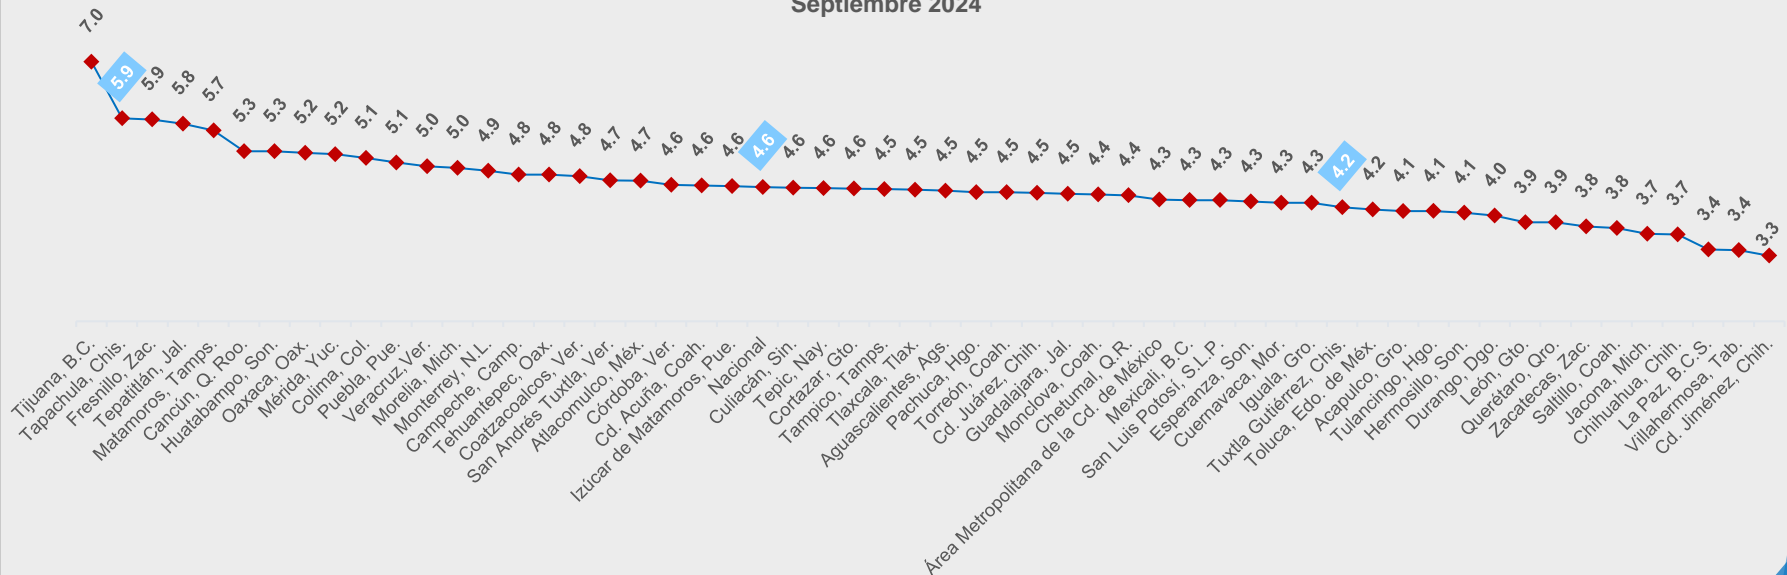 Septiembre 2024
7.0
5.9
5.9
5.8
5.7
5.3
5.3
5.2
5.2
5.1
5.1
5.0
5.0
4.9
4.8
4.8
4.8
4.7
4.7
4.6
4.6
4.6
4.6
4.6
4.6
4.6
4.5
4.5
4.5
4.5
4.5
4.5
4.5
4.4
4.4
4.3
4.3
4.3
4.3
4.3
4.3
4.2
4.2
4.1
4.1
4.1
4.0
3.9
3.9
3.8
3.8
3.7
3.7
3.4
3.4
3.3
Tijuana, B.C.
Tapachula, Chis.
Fresnillo, Zac.
Tepatitlán, Jal.
Matamoros, Tamps.
Cancún, Q. Roo.
Huatabampo, Son.
Oaxaca, Oax.
Mérida, Yuc.
Colima, Col.
Puebla, Pue.
Veracruz, Ver.
Morelia, Mich.
Monterrey, N.L.
Campeche, Camp.
Tehuantepec, Oax.
Coatzacoalcos, Ver.
San Andrés Tuxtla, Ver.
Atlacomulco, Méx.
Córdoba, Ver.
Cd. Acuña, Coah.
Izúcar de Matamoros, Pue.
Nacional
Culiacán, Sin.
Tepic, Nay.
Cortazar, Gto.
Tampico, Tamps.
Tlaxcala, Tlax.
Aguascalientes, Ags.
Pachuca, Hgo.
Torreón, Coah.
Cd. Juárez, Chih.
Guadalajara, Jal.
Monclova, Coah.
Chetumal, Q.R.
Área Metropolitana de la Cd. de México
Mexicali, B.C.
San Luis Potosí, S.L.P.
Esperanza, Son.
Cuernavaca, Mor.
Iguala, Gro.
Tuxtla Gutiérrez, Chis.
Toluca, Edo. de Méx.
Acapulco, Gro.
Tulancingo, Hgo.
Hermosillo, Son.
Durango, Dgo.
León, Gto.
Querétaro, Qro.
Zacatecas, Zac.
Saltillo, Coah.
Jacona, Mich.
Chihuahua, Chih.
La Paz, B.C.S.
Villahermosa, Tab.
Cd. Jiménez, Chih.